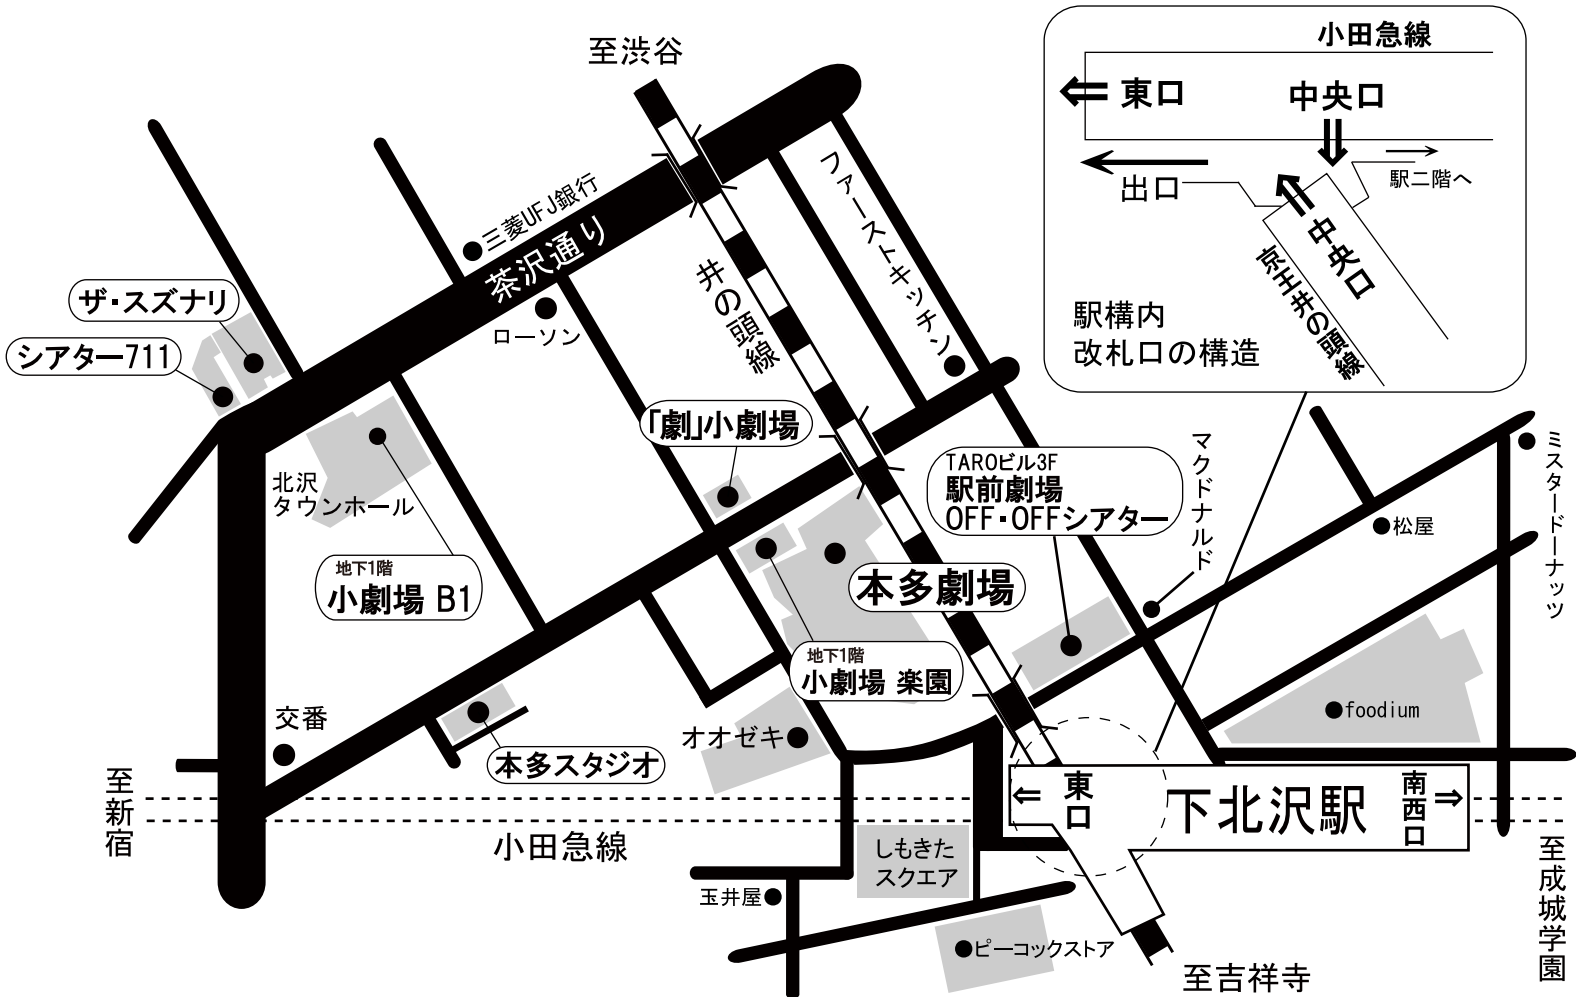 至渋谷
小田急線
東口
中央口
出口
駅二階へ
中央口
京王井の頭線
駅構内
改札口の構造
ファーストキッチン
三菱UFJ銀行
茶沢通り
ローソン
井の頭線
ザ・スズナリ
シアター711
北沢
タウンホール
地下1階
小劇場 B1
「劇」小劇場
TAROビル3F
駅前劇場
OFF・OFFシアター
マクドナルド
松屋
ミスタードーナッツ
本多劇場
地下1階
小劇場 楽園
foodium
交番
本多スタジオ
オオゼキ
至新宿
小田急線
東口
下北沢駅
南西口
しもきた
スクエア
玉井屋
ピーコックストア
至吉祥寺
至成城学園